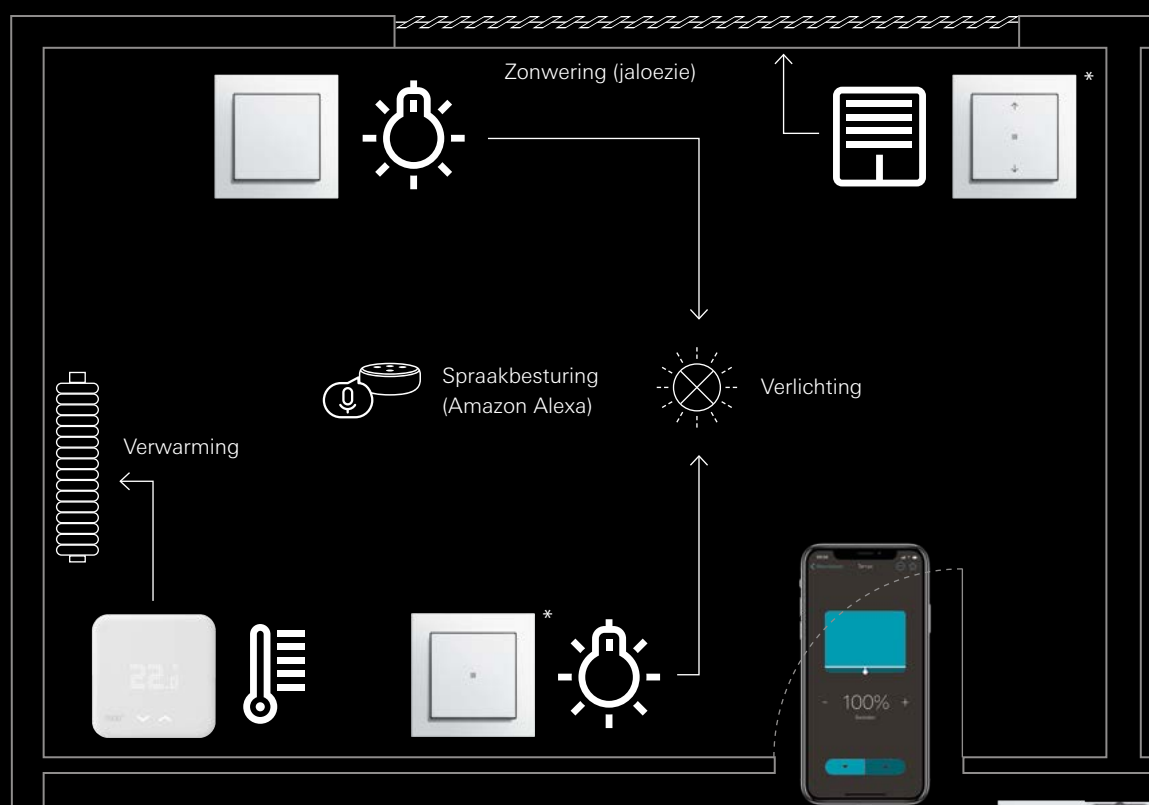 Zonwering (jaloezie)
*
Spraakbesturing
(Amazon Alexa)
Verlichting
Verwarming
*
- 100% +